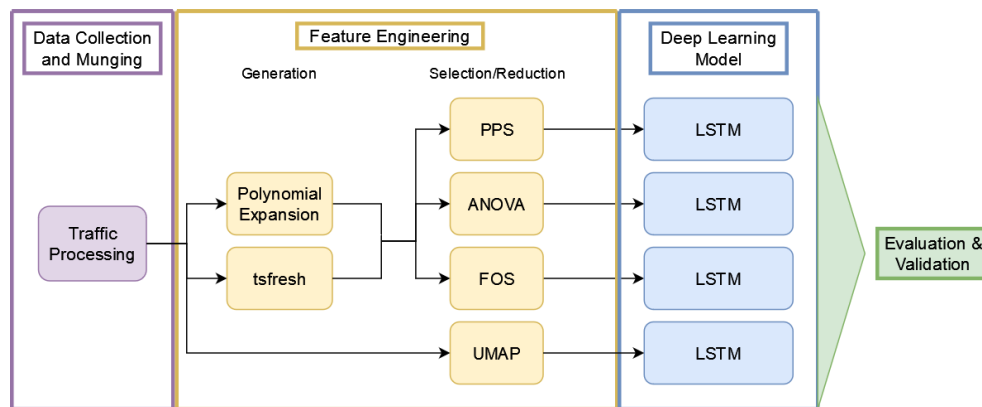 Data Collection
and Munging
Feature Engineering
Deep Learning
Model
Generation
Selection/Reduction
PPS
LSTM
Polynomial
Expansion
ANOVA
LSTM
Traffic
Processing
Evaluation &
Validation
tsfresh
FOS
LSTM
UMAP
LSTM